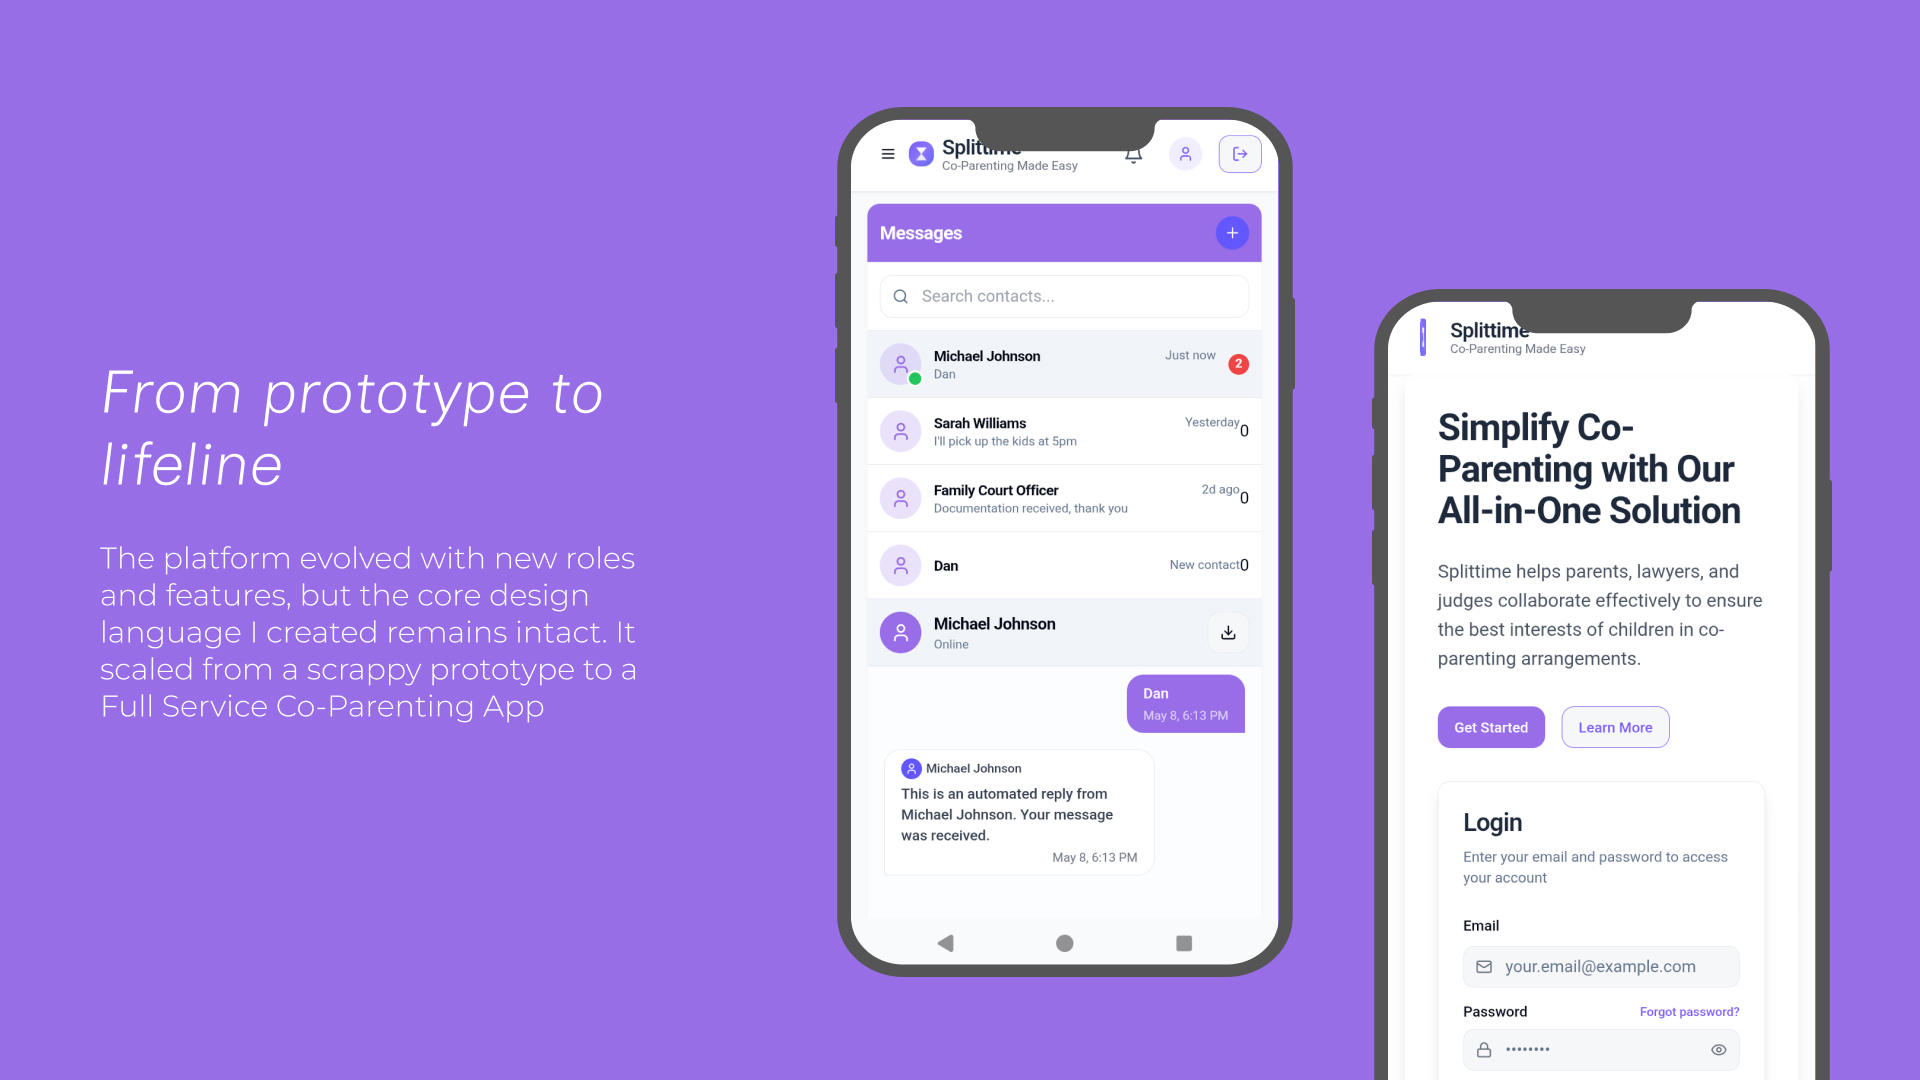 From prototype to
lifeline
The platform evolved with new roles
and features, but the core design
language I created remains intact. It
scaled from a scrappy prototype to a
Full Service Co-Parenting App
Splittime
Co-Parenting Made Easy
Messages
Search contacts...
Michael Johnson
Just now
2
Dan
Sarah Williams
Yesterday
0
I'll pick up the kids at 5pm
Family Court Officer
2d ago
0
Documentation received, thank you
Dan
New contact
0
Michael Johnson
Online
Dan
May 8, 6:13 PM
Michael Johnson
This is an automated reply from
Michael Johnson. Your message
was received.
May 8, 6:13 PM
Splittime
Co-Parenting Made Easy
Simplify Co-
Parenting with Our
All-in-One Solution
Splittime helps parents, lawyers, and
judges collaborate effectively to ensure
the best interests of children in co-
parenting arrangements.
Get Started
Learn More
Login
Enter your email and password to access
your account
Email
your.email@example.com
Password
Forgot password?
••••••••